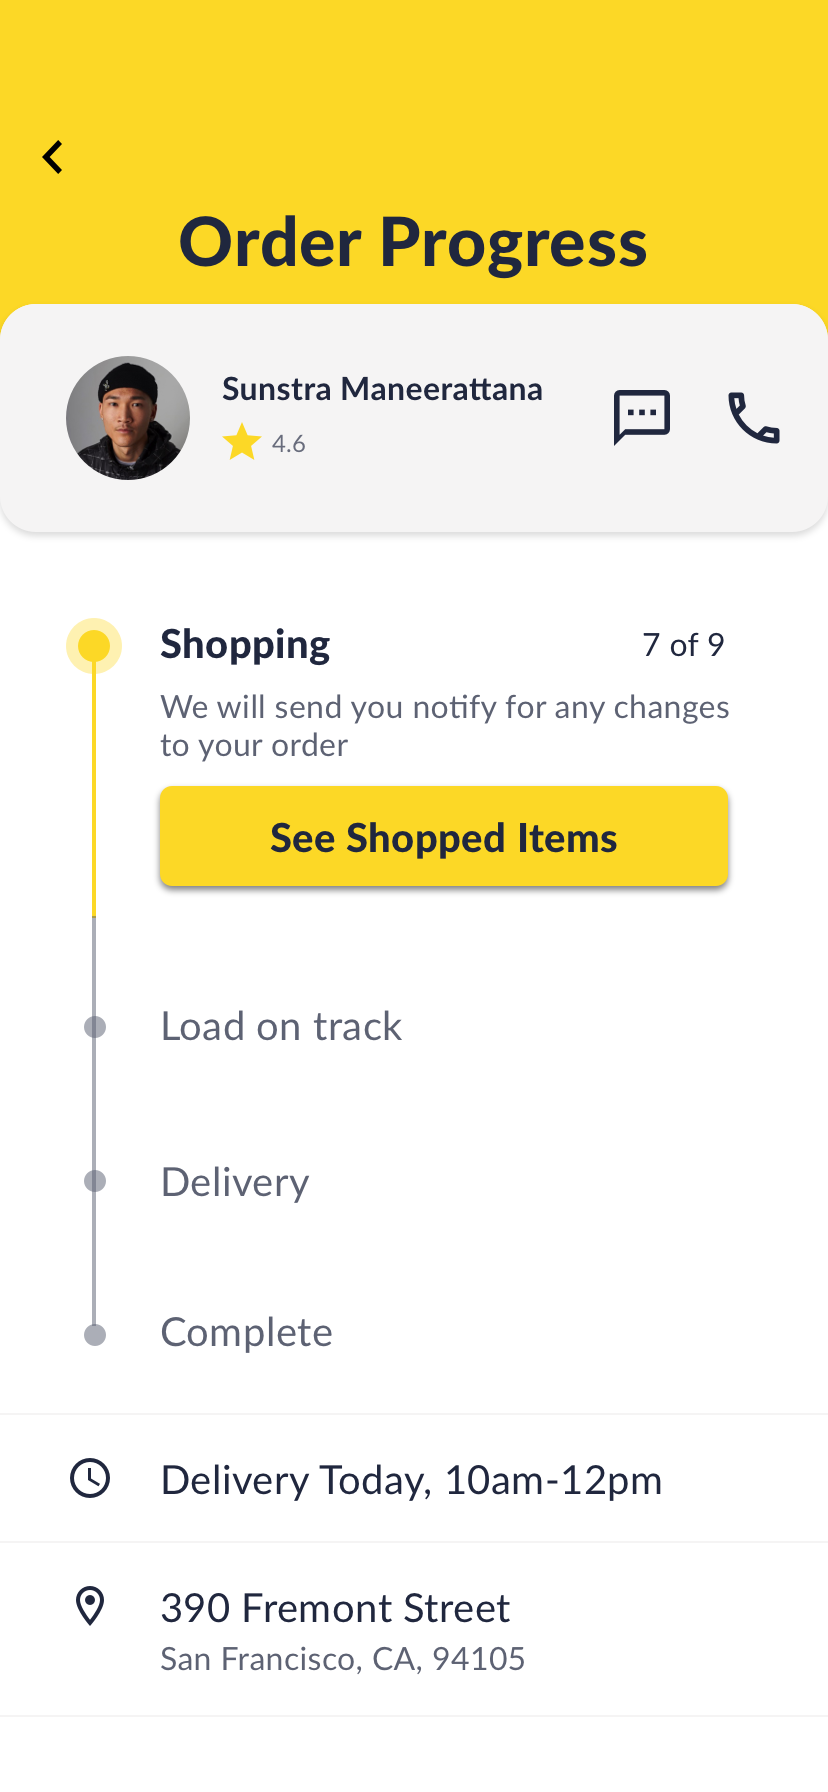 Order Progress
Sunstra Maneerattana
4.6
Shopping
7 of 9
We will send you notify for any changes
to your order
See Shopped Items
Load on track
Delivery
Complete
Delivery Today, 10am-12pm
390 Fremont Street
San Francisco, CA, 94105